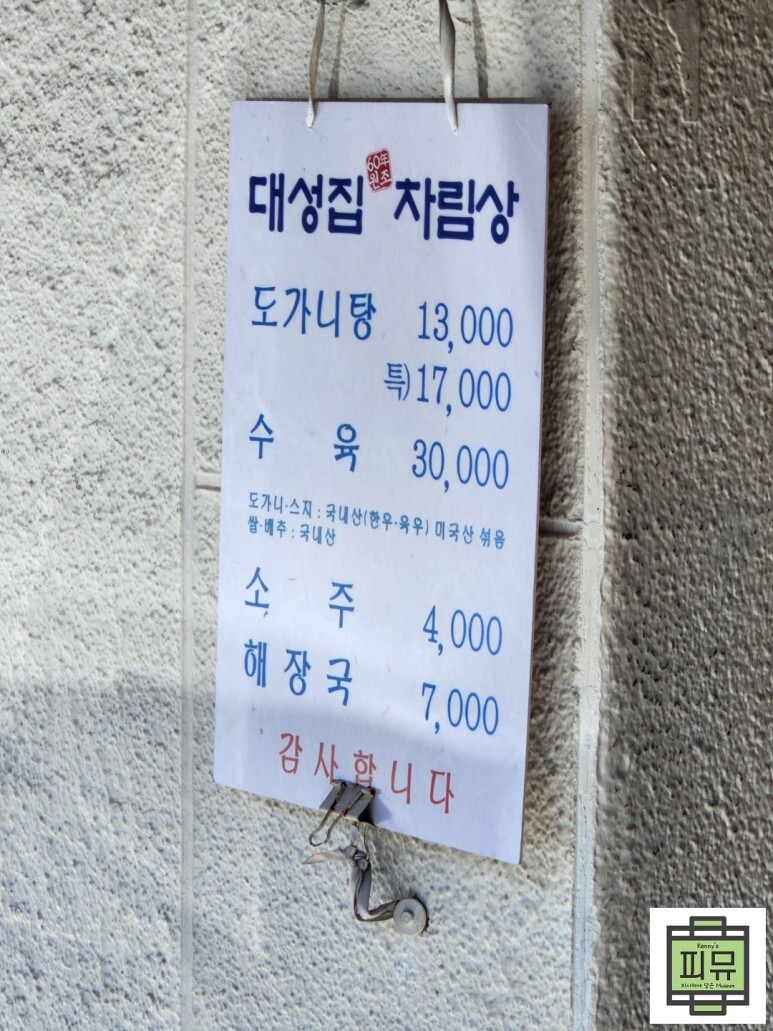 60年
원조
대성집 차림상
도가니탕 13,000
특)17,000
수 육 30,000
도가니·스지 : 국내산(한우·육우) 미국산 섞음
쌀·배추 : 국내산
소 주 4,000
해장국 7,000
감사합니다
Kenny's
피뮤